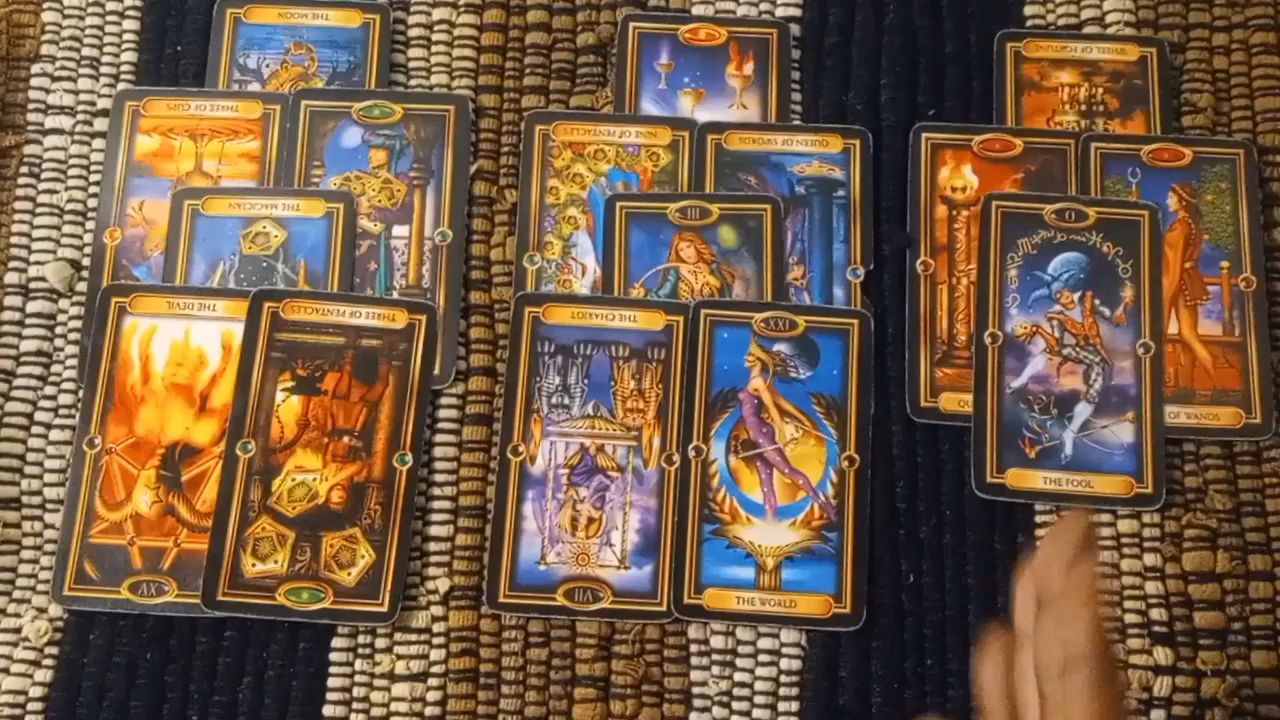 THE MOON
WHEEL OF FORTUNE
THREE OF CUPS
NINE OF PENTACLES
QUEEN OF SWORDS
THE MAGICIAN
III
0
THE DEVIL
THREE OF PENTACLES
THE CHARIOT
XXI
QU
OF WANDS
THE FOOL
XV
VII
THE WORLD